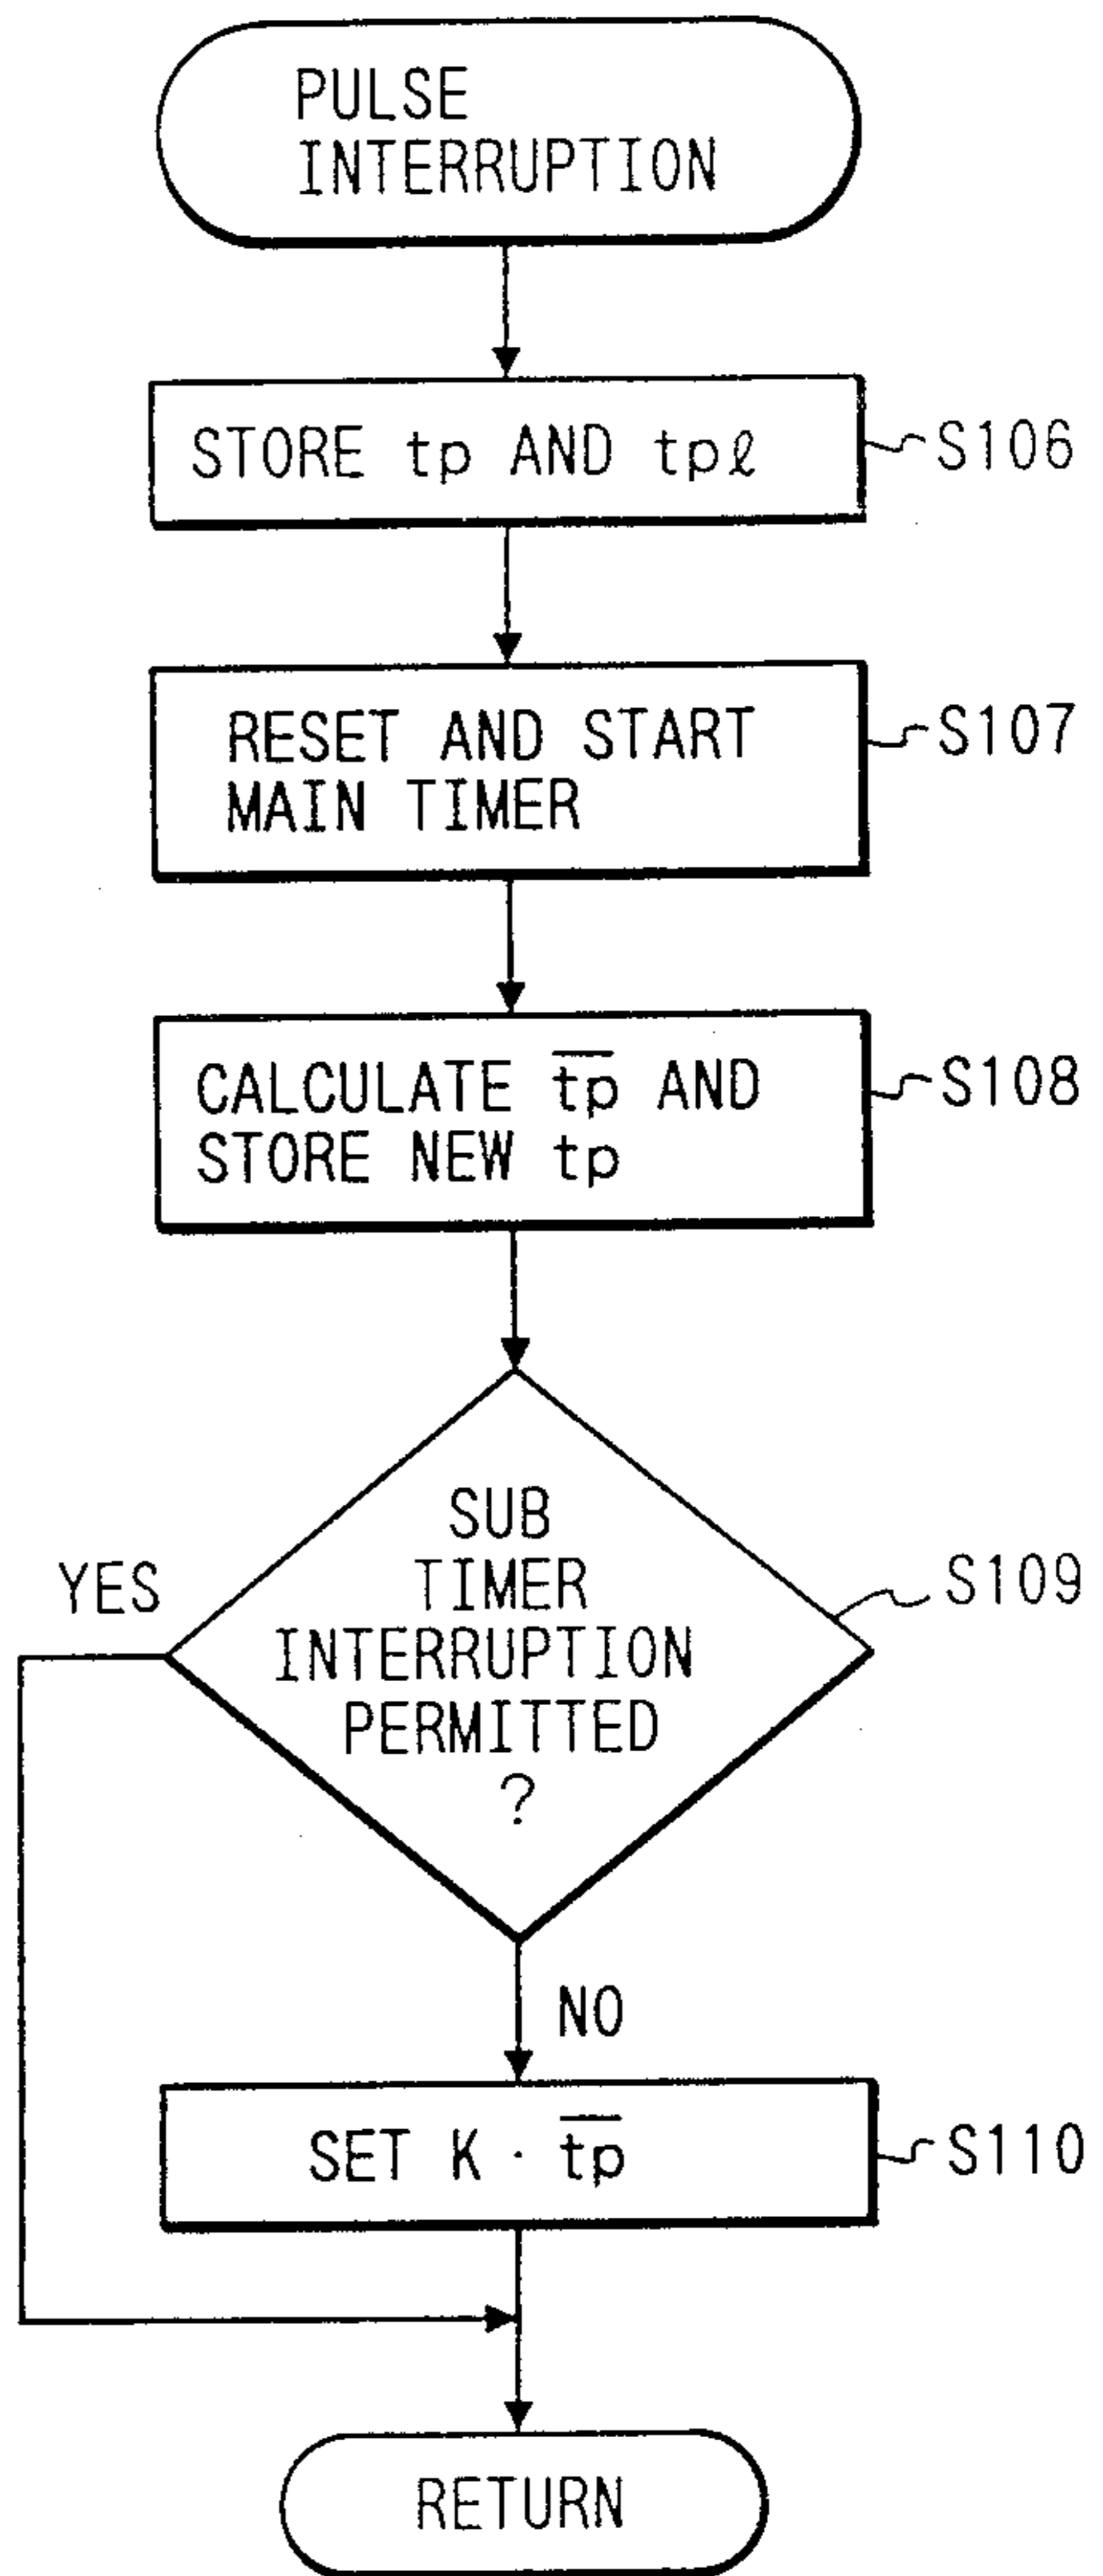 PULSE
INTERRUPTION
STORE tp AND tpℓ
S106
RESET AND START
MAIN TIMER
S107
CALCULATE t̅p̅ AND
STORE NEW tp
S108
SUB
TIMER
INTERRUPTION
PERMITTED
?
YES
S109
NO
SET K · t̅p̅
S110
RETURN